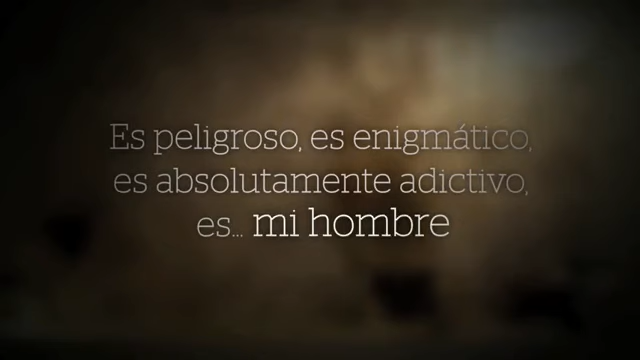 Es peligroso, es enigmático,
es absolutamente adictivo,
es... mi hombre